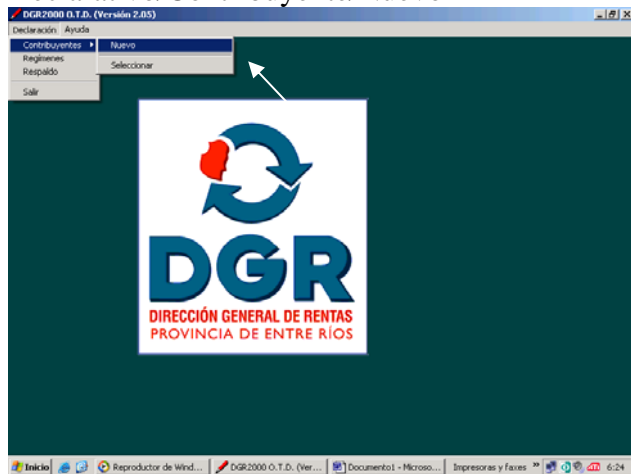 DGR2000 O.T.D. (Versión 2.05)
Declaración Ayuda
Contribuyentes
Nuevo
Regimenes
Seleccionar
Respaldo
Salir
DGR
DIRECCIÓN GENERAL DE RENTAS
PROVINCIA DE ENTRE RÍOS
Inicio
Reproductor de Wind...
DGR2000 O.T.D. (Ver...
Documento1 - Microso...
Impresoras y faxes
6:24